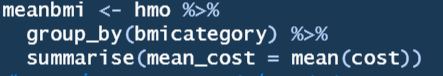 meanbmi <- hmo %>%
group_by(bmicategory) %>%
summarise(mean_cost = mean(cost))